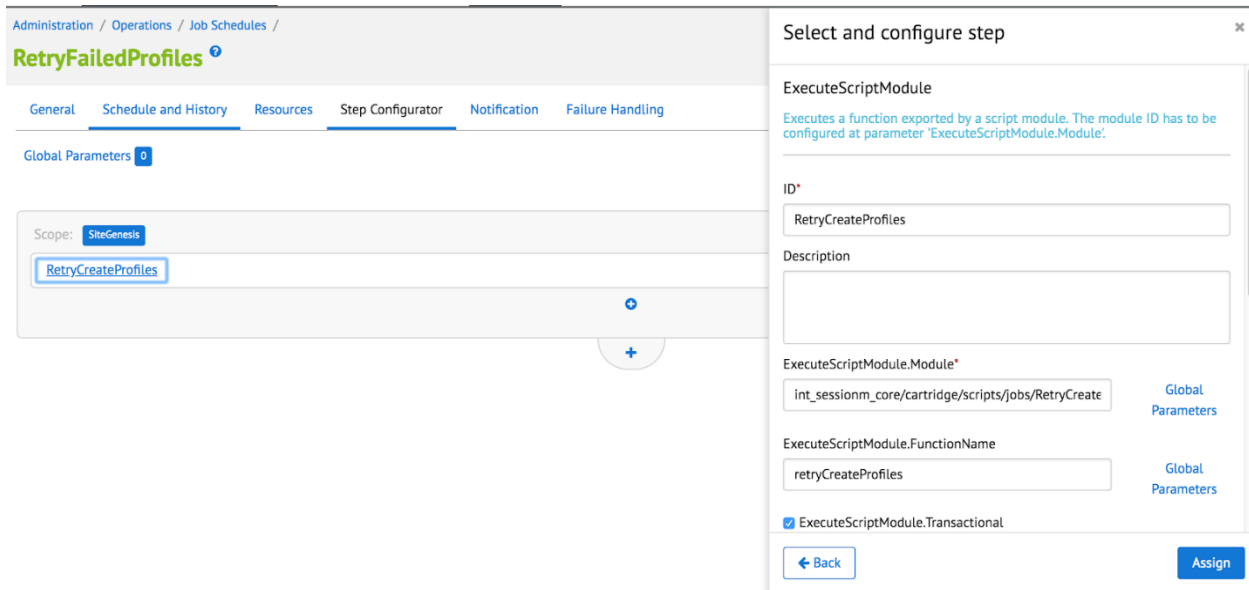 Administration / Operations / Job Schedules /
RetryFailedProfiles ?
General Schedule and History Resources Step Configurator Notification Failure Handling
Global Parameters 0
Scope: SiteGenesis
RetryCreateProfiles
Select and configure step
ExecuteScriptModule
Executes a function exported by a script module. The module ID has to be
configured at parameter 'ExecuteScriptModule.Module'.
ID*
RetryCreateProfiles
Description
ExecuteScriptModule.Module*
int_sessionm_core/cartridge/scripts/jobs/RetryCreate
Global
Parameters
ExecuteScriptModule.FunctionName
retryCreateProfiles
Global
Parameters
ExecuteScriptModule.Transactional
Back
Assign